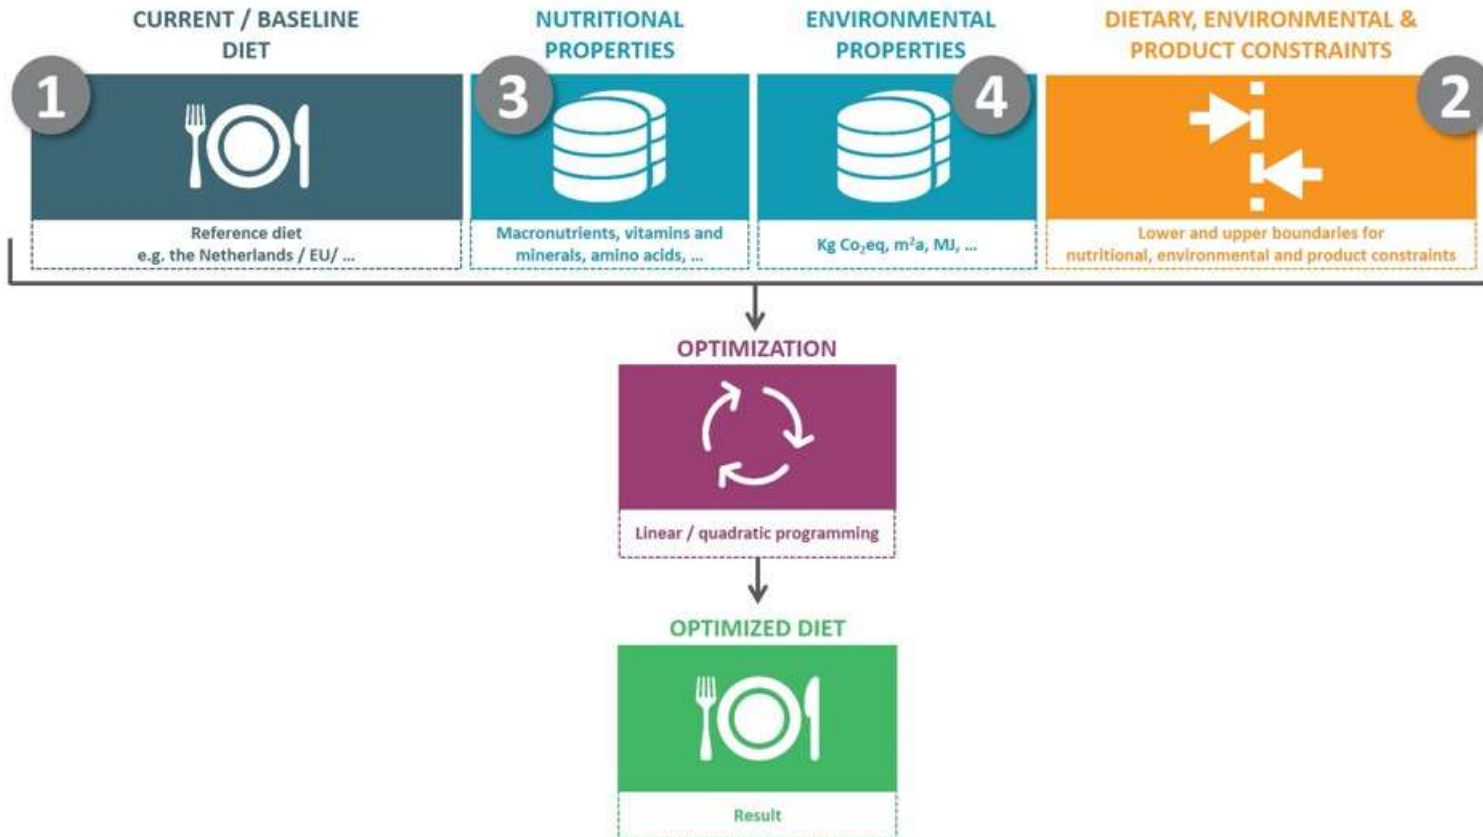 CURRENT / BASELINE
DIET
1
Reference diet
e.g. the Netherlands / EU/ ...
NUTRITIONAL
PROPERTIES
3
Macronutrients, vitamins and
minerals, amino acids, ...
ENVIRONMENTAL
PROPERTIES
4
Kg Co₂eq, m²a, MJ, ...
DIETARY, ENVIRONMENTAL &
PRODUCT CONSTRAINTS
2
Lower and upper boundaries for
nutritional, environmental and product constraints
OPTIMIZATION
Linear / quadratic programming
OPTIMIZED DIET
Result